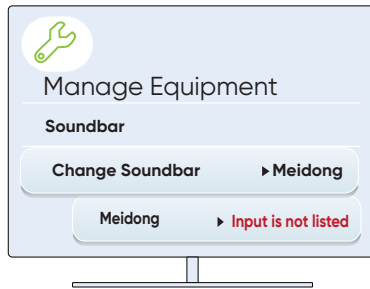 Manage Equipment
Soundbar
Change Soundbar ▸ Meidong
Meidong ▸ Input is not listed